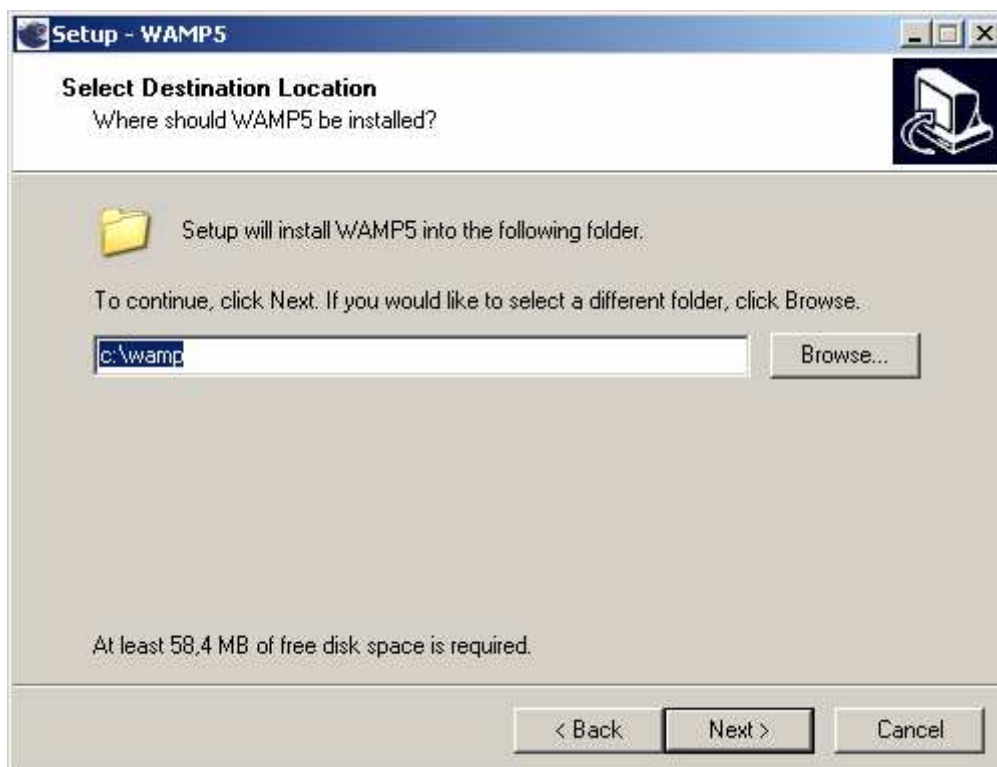 Setup - WAMP5
Select Destination Location
Where should WAMP5 be installed?
Setup will install WAMP5 into the following folder.
To continue, click Next. If you would like to select a different folder, click Browse.
c:\wamp
Browse...
At least 58,4 MB of free disk space is required.
< Back
Next >
Cancel